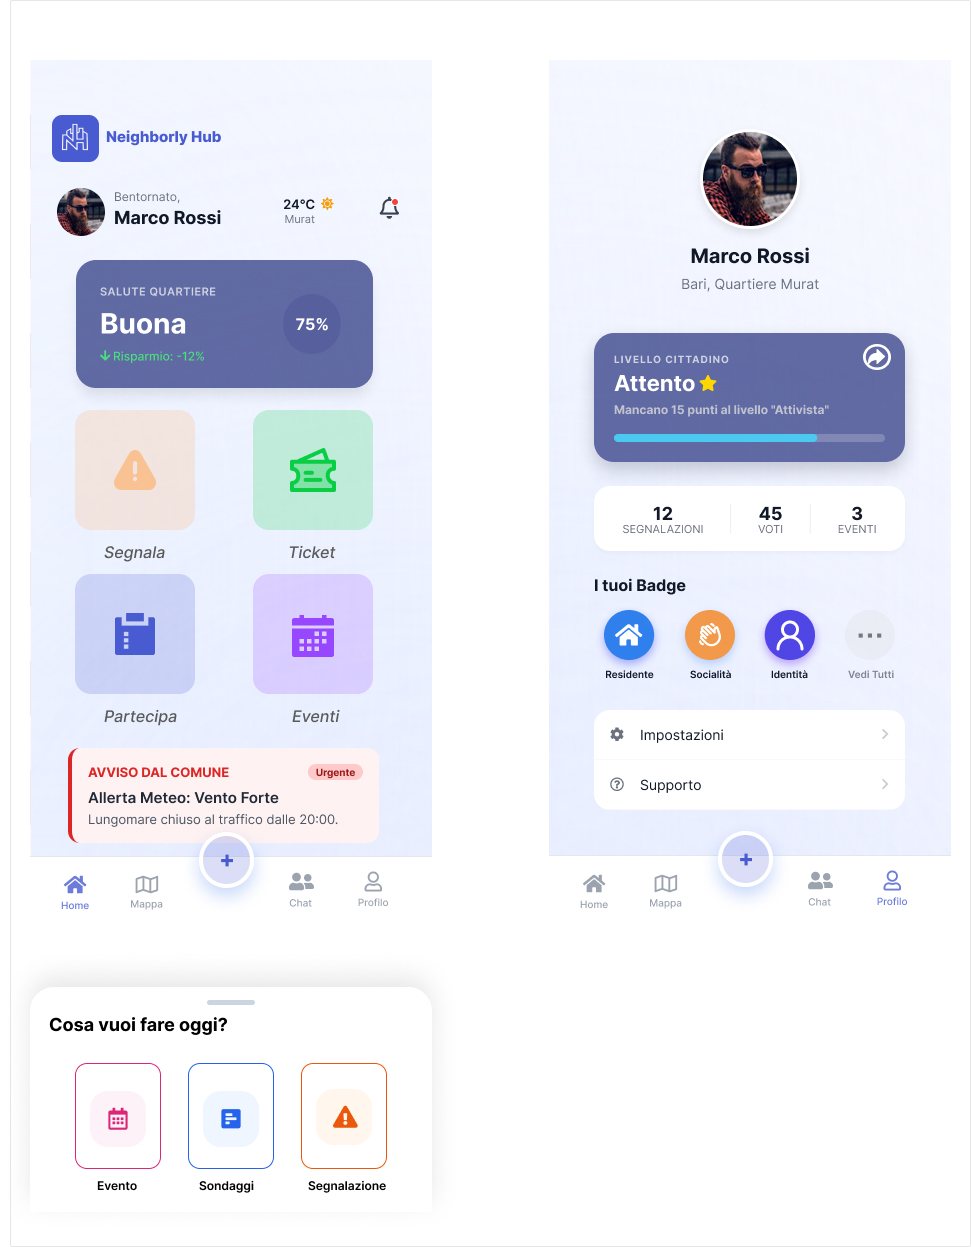 Neighborly Hub
Bentornato,
Marco Rossi
24°C
Murat
SALUTE QUARTIERE
Buona
75%
Risparmio: -12%
Segnala
Ticket
Partecipa
Eventi
AVVISO DAL COMUNE
Urgente
Allerta Meteo: Vento Forte
Lungomare chiuso al traffico dalle 20:00.
+
Home
Mappa
Chat
Profilo
Marco Rossi
Bari, Quartiere Murat
LIVELLO CITTADINO
Attento
Mancano 15 punti al livello "Attivista"
12
SEGNALAZIONI
45
VOTI
3
EVENTI
I tuoi Badge
Residente
Socialità
Identità
Vedi Tutti
Impostazioni
Supporto
+
Home
Mappa
Chat
Profilo
Cosa vuoi fare oggi?
Evento
Sondaggi
Segnalazione